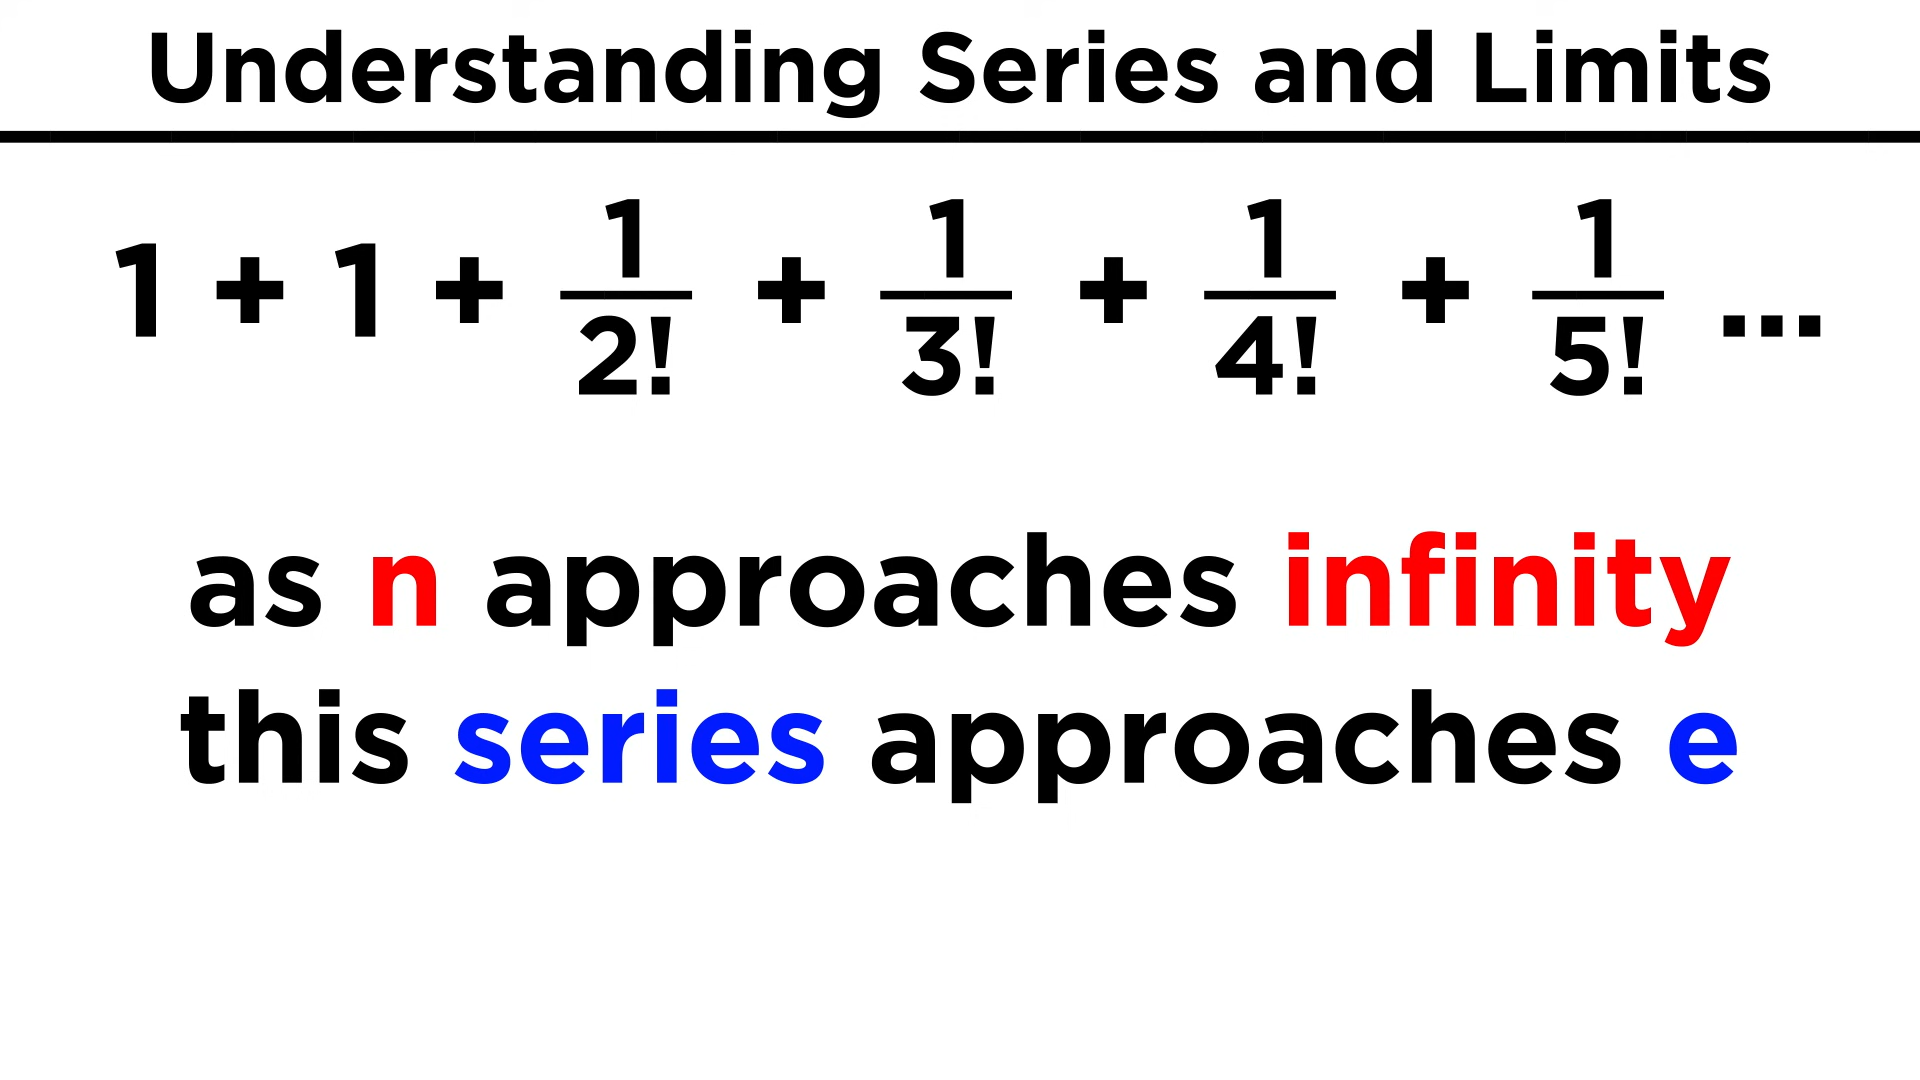 Understanding Series and Limits
1 + 1 + 1/2! + 1/3! + 1/4! + 1/5! ...
as n approaches infinity
this series approaches e